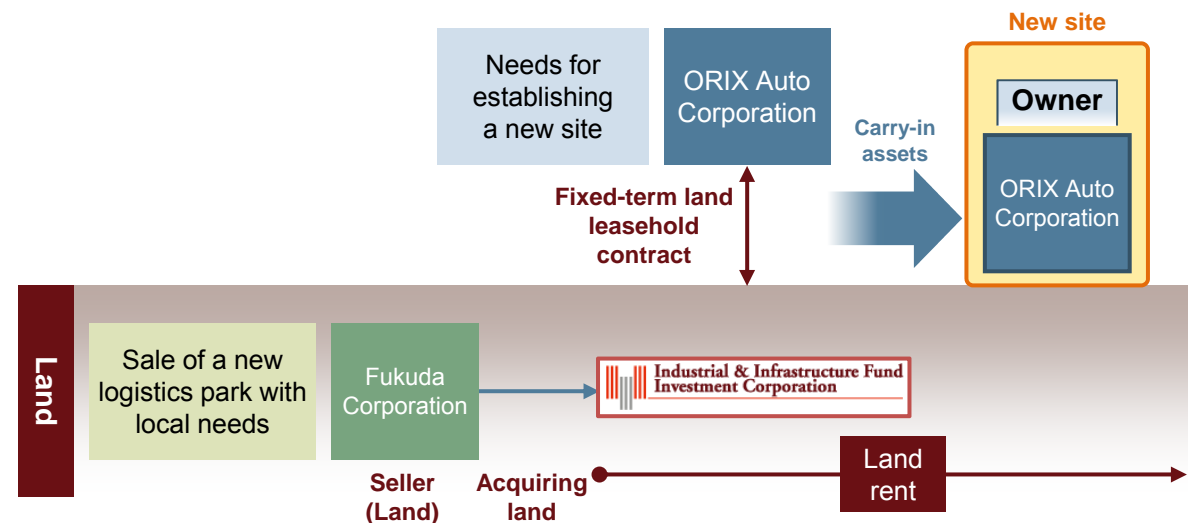 New site
Needs for
establishing
a new site
ORIX Auto
Corporation
Carry-in
assets
Owner
ORIX Auto
Corporation
Fixed-term land
leasehold
contract
Land
Sale of a new
logistics park with
local needs
Fukuda
Corporation
Industrial & Infrastructure Fund
Investment Corporation
Seller
(Land)
Acquiring
land
Land
rent